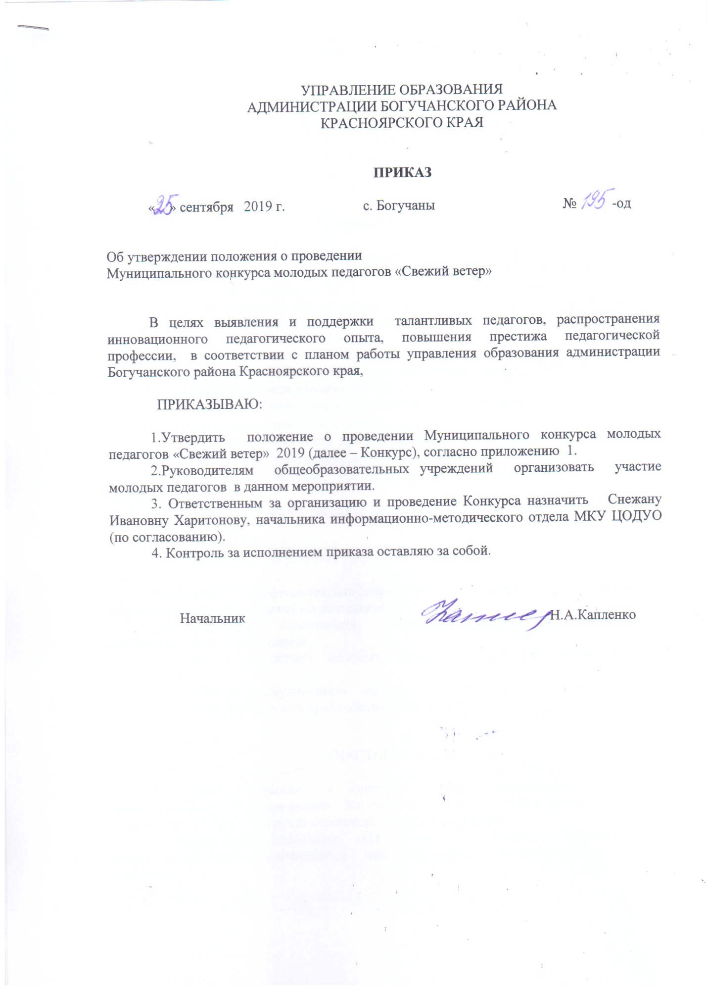 УПРАВЛЕНИЕ ОБРАЗОВАНИЯ
АДМИНИСТРАЦИИ БОГУЧАНСКОГО РАЙОНА
КРАСНОЯРСКОГО КРАЯ
ПРИКАЗ
«25» сентября 2019 г. с. Богучаны № 195 -од
Об утверждении положения о проведении
Муниципального конкурса молодых педагогов «Свежий ветер»
В целях выявления и поддержки талантливых педагогов, распространения
инновационного педагогического опыта, повышения престижа педагогической
профессии, в соответствии с планом работы управления образования администрации
Богучанского района Красноярского края,
ПРИКАЗЫВАЮ:
1.Утвердить положение о проведении Муниципального конкурса молодых
педагогов «Свежий ветер» 2019 (далее – Конкурс), согласно приложению 1.
2.Руководителям общеобразовательных учреждений организовать участие
молодых педагогов в данном мероприятии.
3. Ответственным за организацию и проведение Конкурса назначить Снежану
Ивановну Харитонову, начальника информационно-методического отдела МКУ ЦОДУО
(по согласованию).
4. Контроль за исполнением приказа оставляю за собой.
Начальник Н.А.Капленко